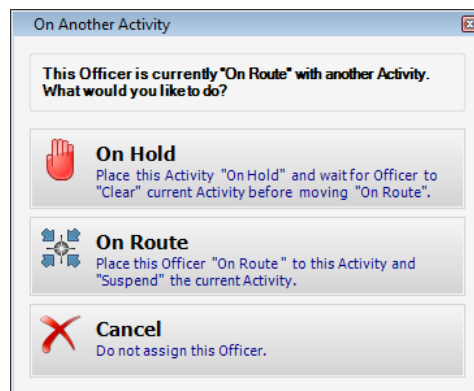 On Another Activity
This Officer is currently "On Route" with another Activity.
What would you like to do?
On Hold
Place this Activity "On Hold" and wait for Officer to
"Clear" current Activity before moving "On Route".
On Route
Place this Officer "On Route" to this Activity and
"Suspend" the current Activity.
Cancel
Do not assign this Officer.